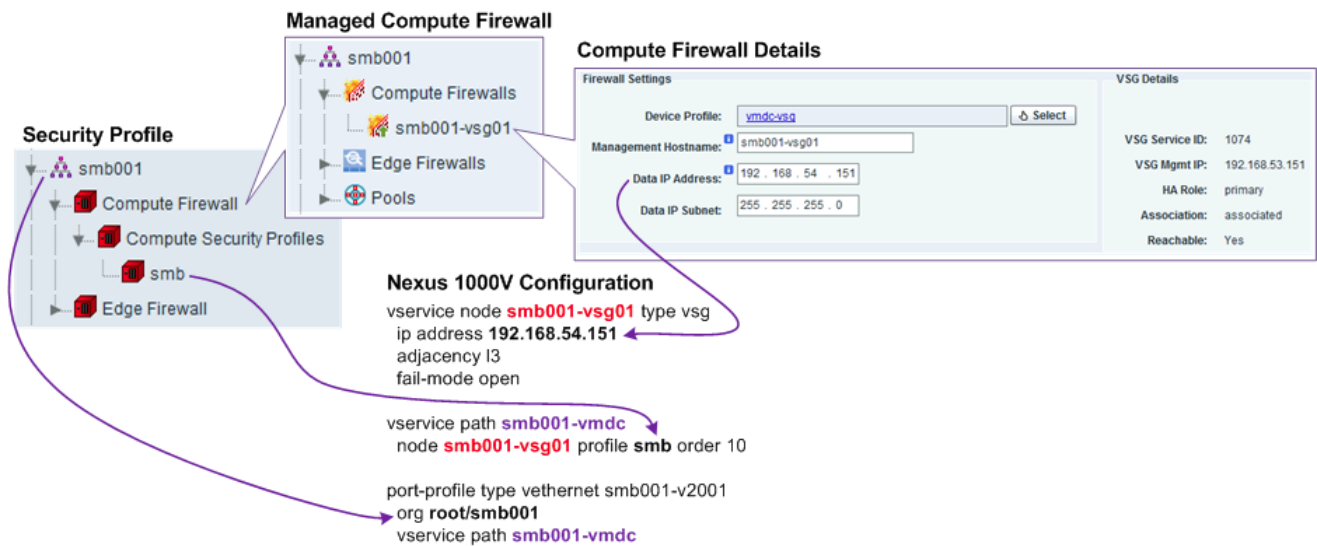 Managed Compute Firewall
smb001
Compute Firewalls
smb001-vsg01
Edge Firewalls
Pools
Compute Firewall Details
Firewall Settings
Device Profile: vmdc-vsg Select
Management Hostname: smb001-vsg01
Data IP Address: 192 . 168 . 54 . 151
Data IP Subnet: 255 . 255 . 255 . 0
VSG Details
VSG Service ID: 1074
VSG Mgmt IP: 192.168.53.151
HA Role: primary
Association: associated
Reachable: Yes
Security Profile
smb001
Compute Firewall
Compute Security Profiles
smb
Edge Firewall
Nexus 1000V Configuration
vservice node smb001-vsg01 type vsg
ip address 192.168.54.151
adjacency l3
fail-mode open
vservice path smb001-vmdc
node smb001-vsg01 profile smb order 10
port-profile type vethernet smb001-v2001
org root/smb001
vservice path smb001-vmdc